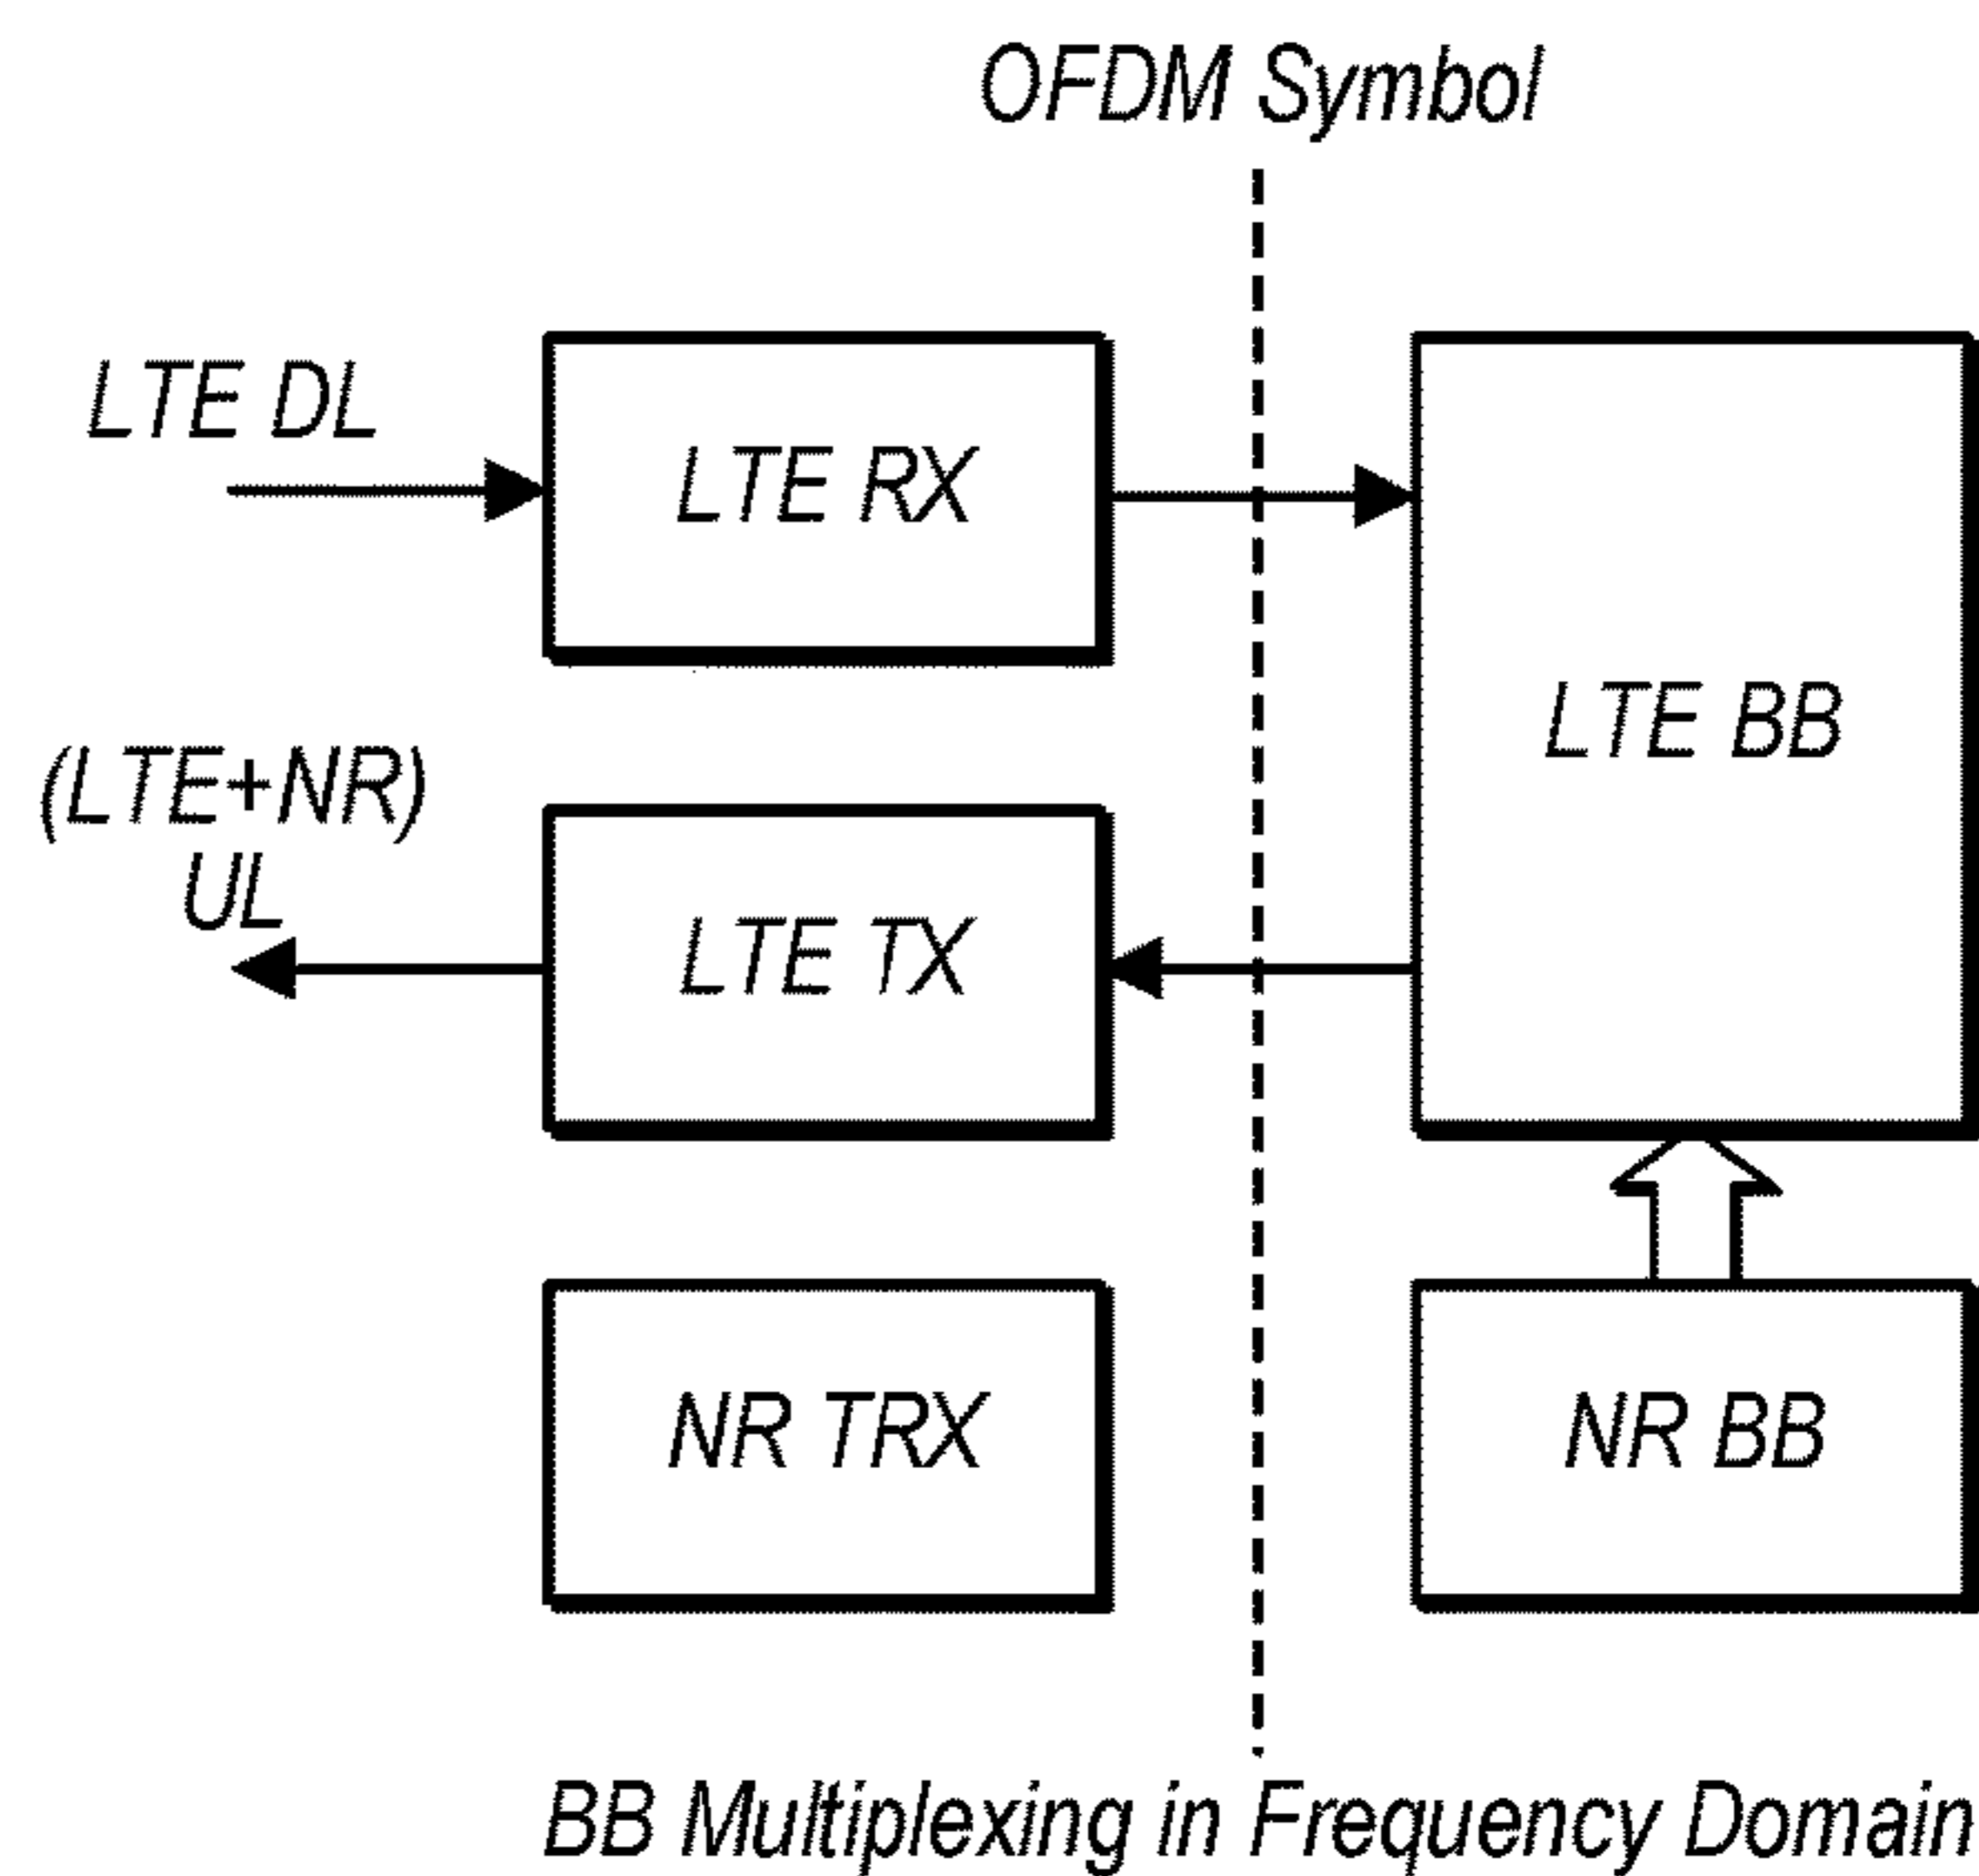 OFDM Symbol
LTE DL
LTE RX
LTE BB
(LTE+NR)
UL
LTE TX
NR TRX
NR BB
BB Multiplexing in Frequency Domain